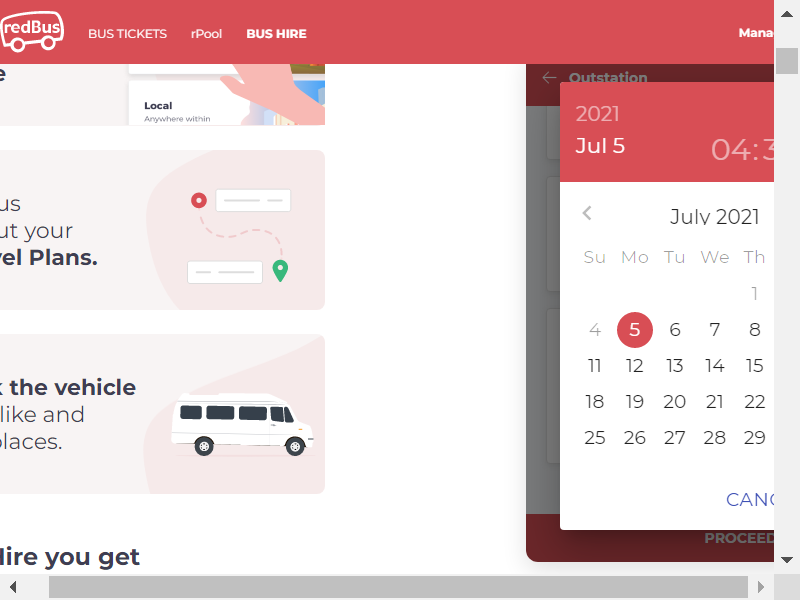 redBus
BUS TICKETS
rPool
BUS HIRE
Mana
e
Local
Anywhere within
us
ut your
vel Plans.
k the vehicle
like and
places.
Hire you get
Outstation
2021
Jul 5
04:3
July 2021
Su Mo Tu We Th
1
4 5 6 7 8
11 12 13 14 15
18 19 20 21 22
25 26 27 28 29
CANC
PROCEED